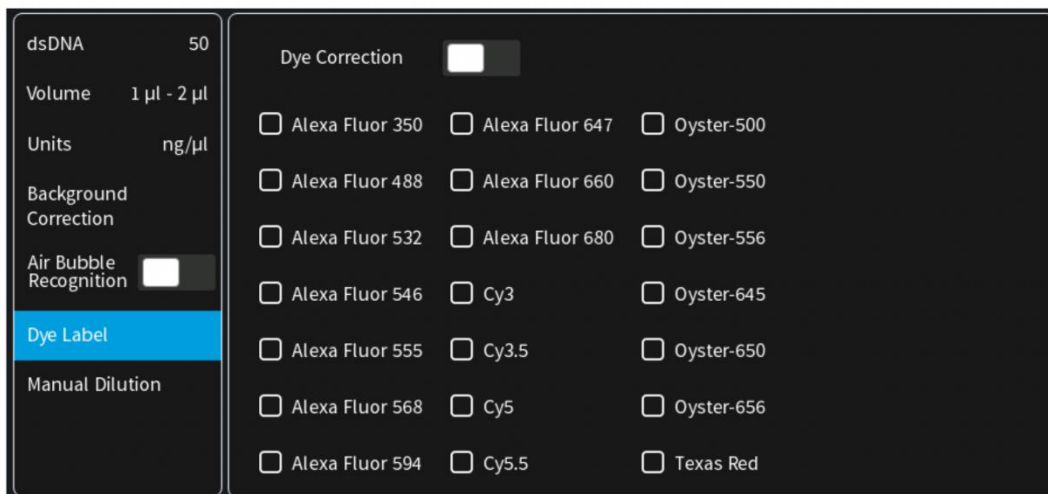 dsDNA 50
Volume 1 µl - 2 µl
Units ng/µl
Background
Correction
Air Bubble
Recognition
Dye Label
Manual Dilution
Dye Correction
Alexa Fluor 350 Alexa Fluor 647 Oyster-500
Alexa Fluor 488 Alexa Fluor 660 Oyster-550
Alexa Fluor 532 Alexa Fluor 680 Oyster-556
Alexa Fluor 546 Cy3 Oyster-645
Alexa Fluor 555 Cy3.5 Oyster-650
Alexa Fluor 568 Cy5 Oyster-656
Alexa Fluor 594 Cy5.5 Texas Red